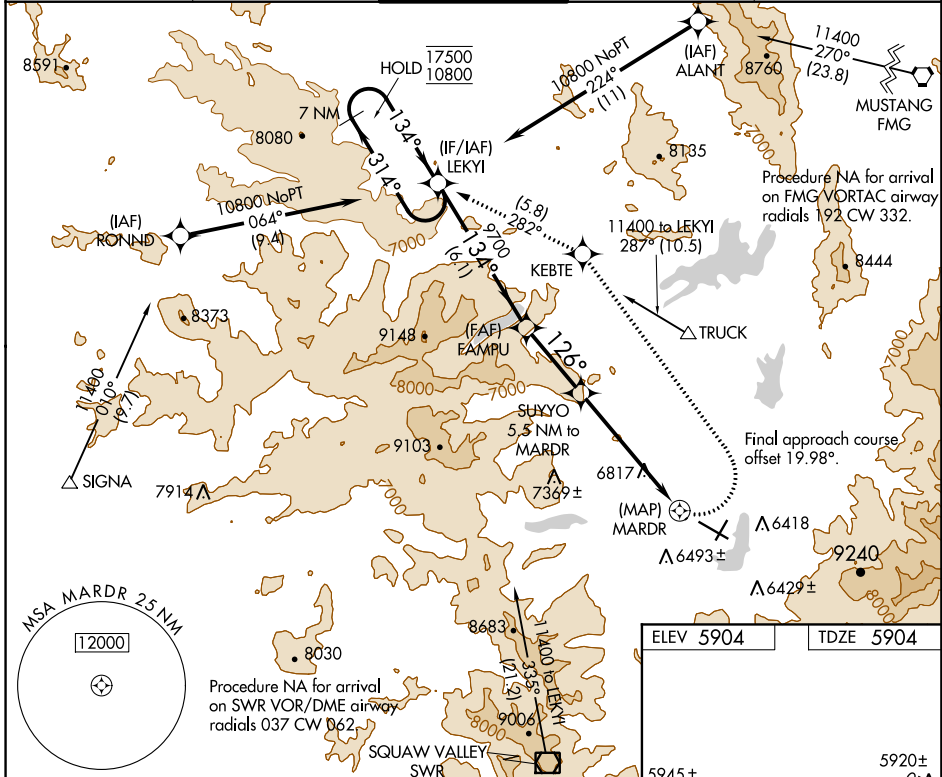 8591
HOLD
17500
10800
7 NM
134°
314°
8080
(IF/IAF)
LEKYI
10800 NoPT
224°
(11)
(IAF)
ALANT
8760
11400
270°
(23.8)
MUSTANG
FMG
8135
7000
Procedure NA for arrival
on FMG VORTAC airway
radials 192 CW 332.
(IAF)
RONND
10800 NoPT
064°
(9.4)
7000
(5.8)
282°
11400 to LEKYI
287° (10.5)
KEBTE
9700
134°
(6.1)
8444
TRUCK
8373
9148
(FAF)
FAMPU
126°
8000
7000
7000
11400
010°
(9.7)
SIGNA
SUYYO
5.5 NM to
MARDR
9103
Final approach course
offset 19.98°.
7914
7000
7369±
6817
(MAP)
MARDR
6418
6493±
9240
6429±
8000
MSA MARDR 25 NM
12000
8030
8683
11400 to LEKYI
335°
(21.2)
Procedure NA for arrival
on SWR VOR/DME airway
radials 037 CW 062.
9006
8000
SQUAW VALLEY
SWR
ELEV 5904
TDZE 5904
5920±
5945±